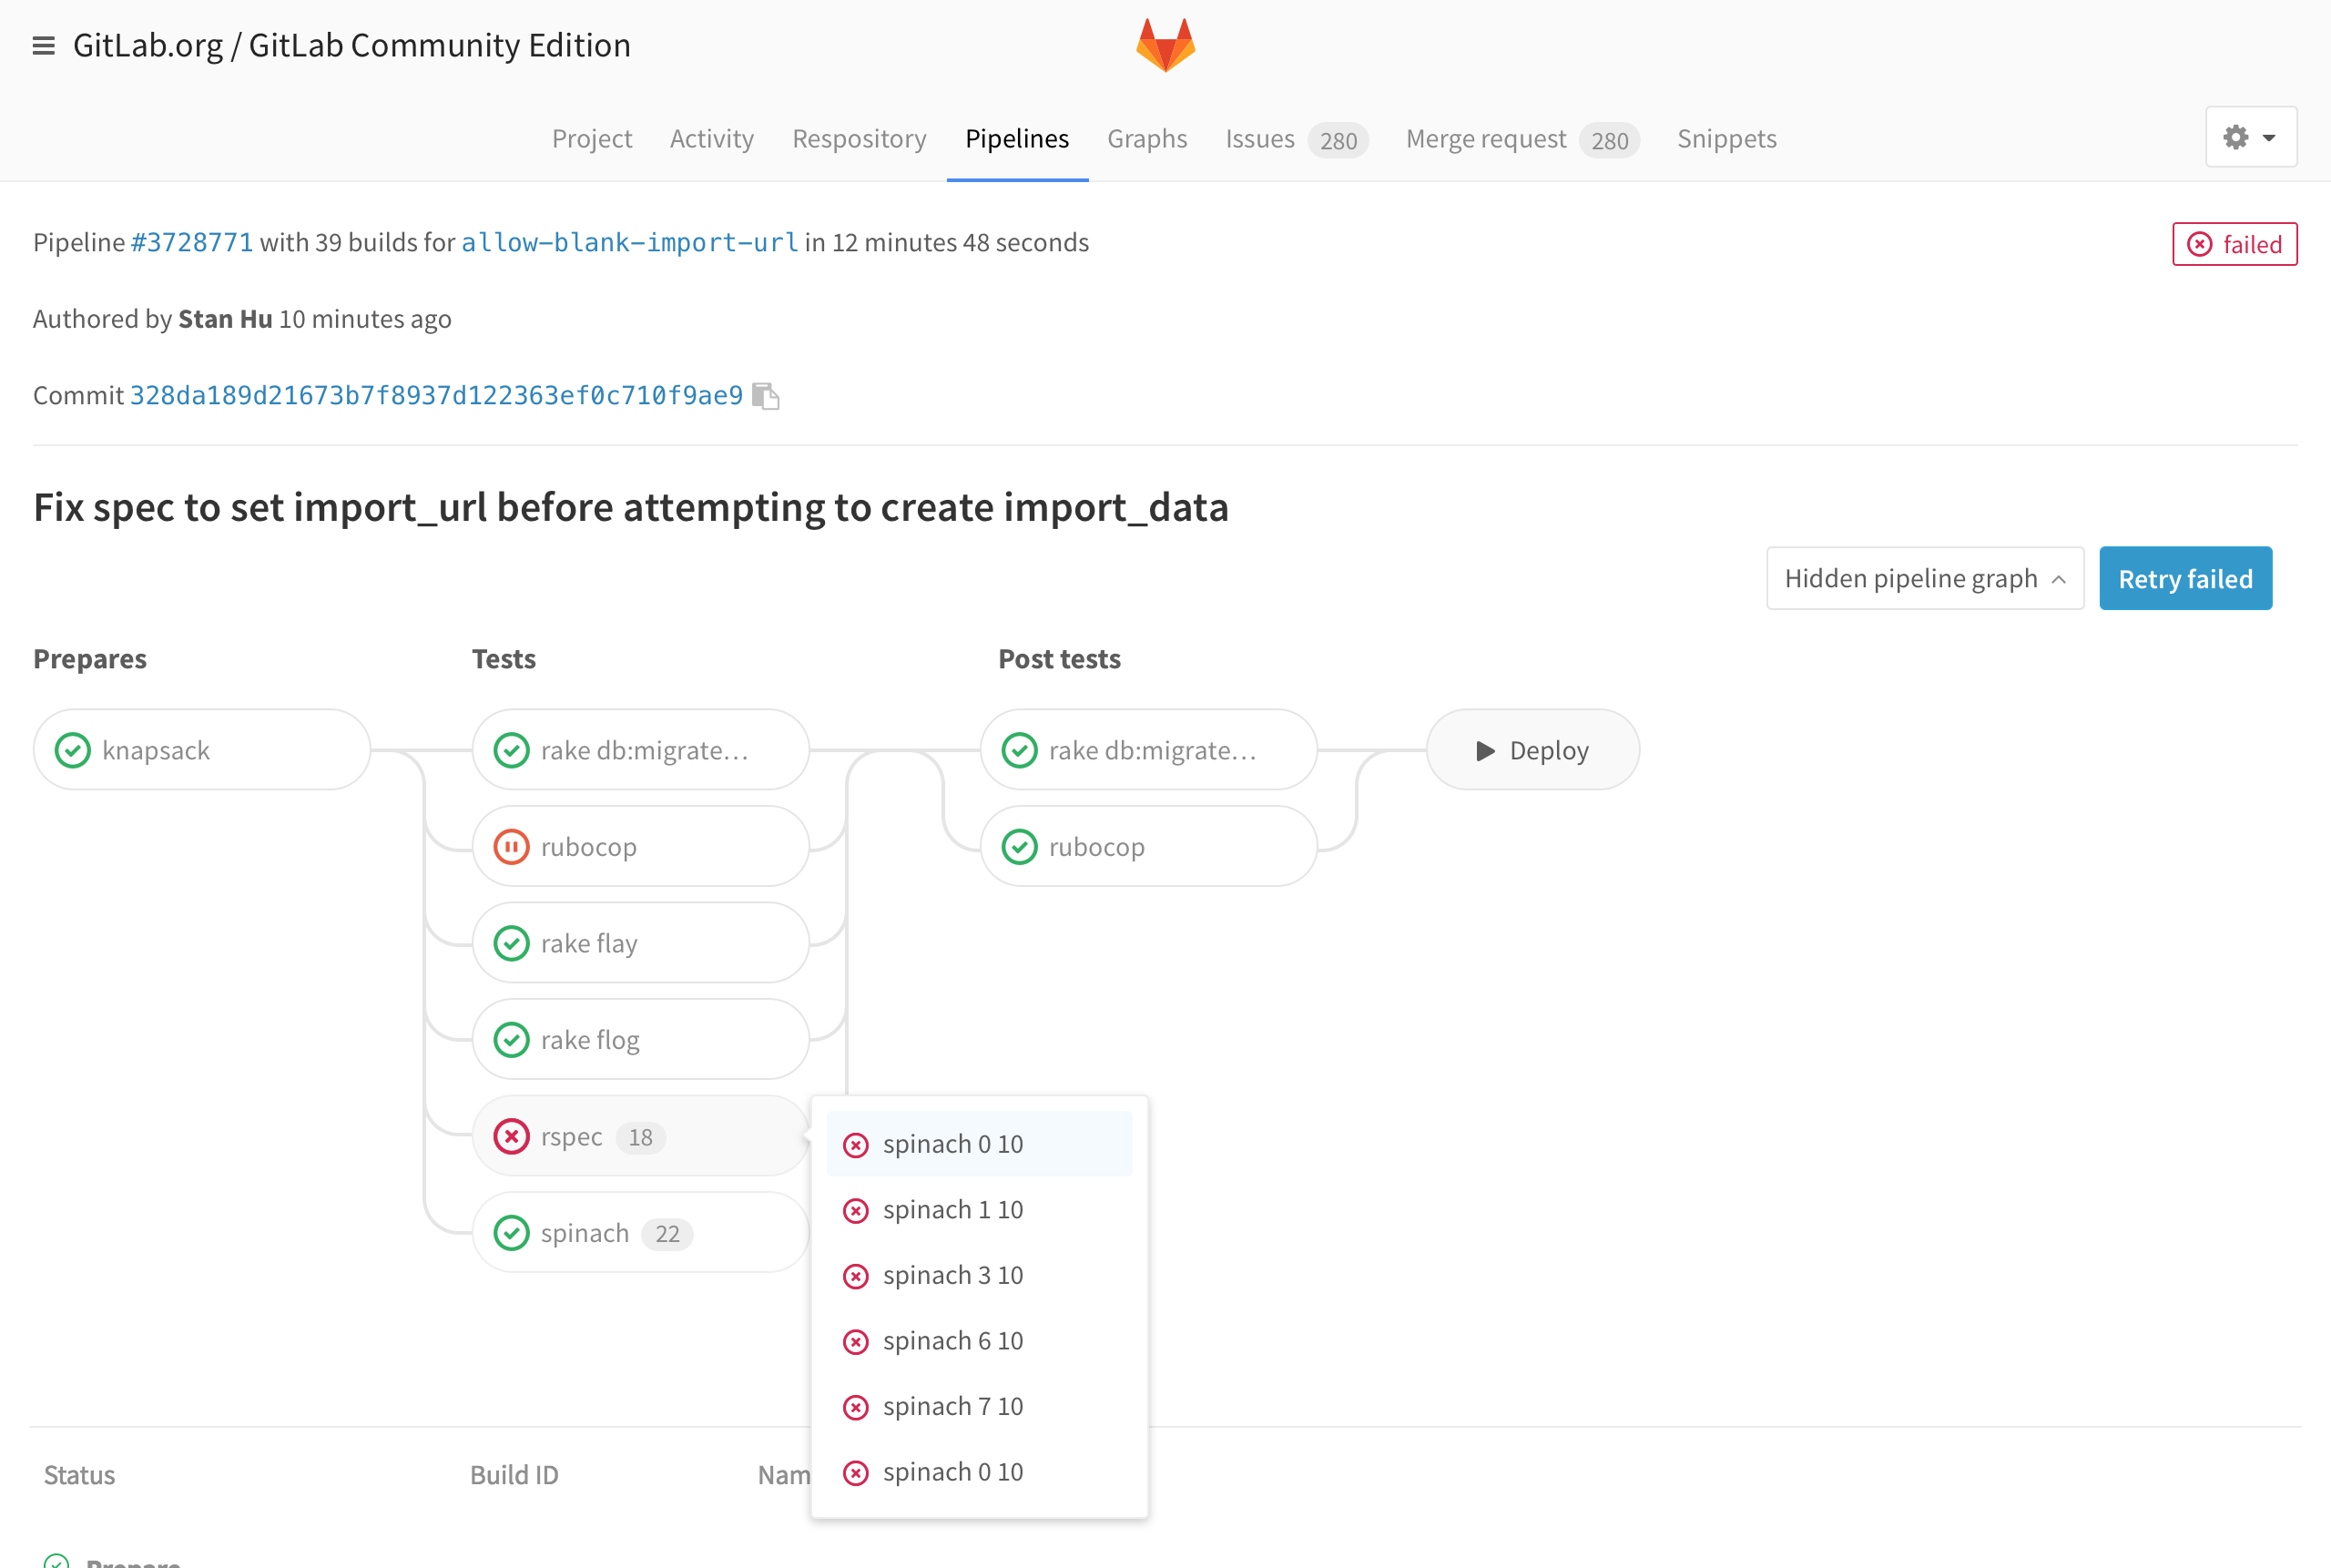 GitLab.org / GitLab Community Edition
Project Activity Respository Pipelines Graphs Issues 280 Merge request 280 Snippets
Pipeline #3728771 with 39 builds for allow-blank-import-url in 12 minutes 48 seconds
failed
Authored by Stan Hu 10 minutes ago
Commit 328da189d21673b7f8937d122363ef0c710f9ae9
Fix spec to set import_url before attempting to create import_data
Hidden pipeline graph
Retry failed
Prepares
Tests
Post tests
knapsack
rake db:migrate...
rake db:migrate...
Deploy
rubocop
rubocop
rake flay
rake flog
rspec 18
spinach 22
spinach 0 10
spinach 1 10
spinach 3 10
spinach 6 10
spinach 7 10
spinach 0 10
Status
Build ID
Nam
Prepare